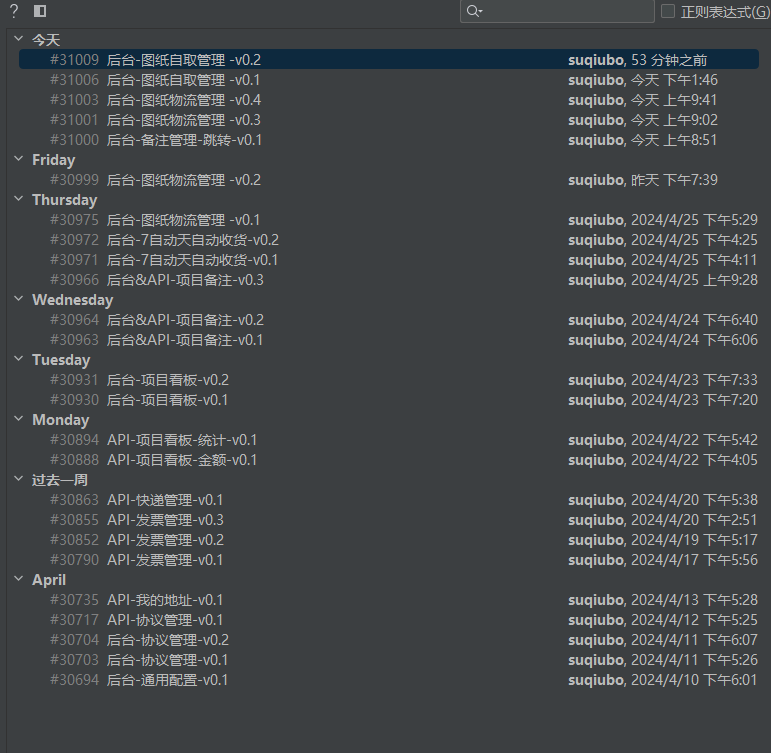 ?
正则表达式(G)
今天
#31009 后台-图纸自取管理 -v0.2 suqiubo, 53 分钟之前
#31006 后台-图纸自取管理 -v0.1 suqiubo, 今天 下午1:46
#31003 后台-图纸物流管理 -v0.4 suqiubo, 今天 上午9:41
#31001 后台-图纸物流管理 -v0.3 suqiubo, 今天 上午9:02
#31000 后台-备注管理-跳转-v0.1 suqiubo, 今天 上午8:51
Friday
#30999 后台-图纸物流管理 -v0.2 suqiubo, 昨天 下午7:39
Thursday
#30975 后台-图纸物流管理 -v0.1 suqiubo, 2024/4/25 下午5:29
#30972 后台-7自动天自动收货-v0.2 suqiubo, 2024/4/25 下午4:25
#30971 后台-7自动天自动收货-v0.1 suqiubo, 2024/4/25 下午4:11
#30966 后台&API-项目备注-v0.3 suqiubo, 2024/4/25 上午9:28
Wednesday
#30964 后台&API-项目备注-v0.2 suqiubo, 2024/4/24 下午6:40
#30963 后台&API-项目备注-v0.1 suqiubo, 2024/4/24 下午6:06
Tuesday
#30931 后台-项目看板-v0.2 suqiubo, 2024/4/23 下午7:33
#30930 后台-项目看板-v0.1 suqiubo, 2024/4/23 下午7:20
Monday
#30894 API-项目看板-统计-v0.1 suqiubo, 2024/4/22 下午5:42
#30888 API-项目看板-金额-v0.1 suqiubo, 2024/4/22 下午4:05
过去一周
#30863 API-快递管理-v0.1 suqiubo, 2024/4/20 下午5:38
#30855 API-发票管理-v0.3 suqiubo, 2024/4/20 下午2:51
#30852 API-发票管理-v0.2 suqiubo, 2024/4/19 下午5:17
#30790 API-发票管理-v0.1 suqiubo, 2024/4/17 下午5:56
April
#30735 API-我的地址-v0.1 suqiubo, 2024/4/13 下午5:28
#30717 API-协议管理-v0.1 suqiubo, 2024/4/12 下午5:25
#30704 后台-协议管理-v0.2 suqiubo, 2024/4/11 下午6:07
#30703 后台-协议管理-v0.1 suqiubo, 2024/4/11 下午5:26
#30694 后台-通用配置-v0.1 suqiubo, 2024/4/10 下午6:01